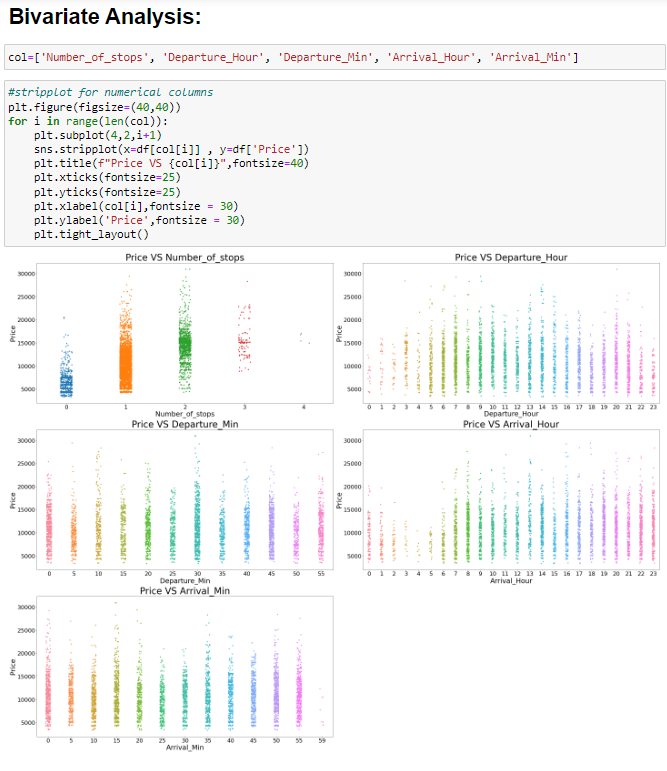 Bivariate Analysis:
col=['Number_of_stops', 'Departure_Hour', 'Departure_Min', 'Arrival_Hour', 'Arrival_Min']
#stripplot for numerical columns
plt.figure(figsize=(40,40))
for i in range(len(col)):
    plt.subplot(4,2,i+1)
    sns.stripplot(x=df[col[i]] , y=df['Price'])
    plt.title(f"Price VS {col[i]}",fontsize=40)
    plt.xticks(fontsize=25)
    plt.yticks(fontsize=25)
    plt.xlabel(col[i],fontsize = 30)
    plt.ylabel('Price',fontsize = 30)
    plt.tight_layout()
Price VS Number_of_stops
30000
25000
20000
15000
10000
5000
Price
0 1 2 3 4
Number_of_stops
Price VS Departure_Hour
30000
25000
20000
15000
10000
5000
Price
0 1 2 3 4 5 6 7 8 9 10 11 12 13 14 15 16 17 18 19 20 21 22 23
Departure_Hour
Price VS Departure_Min
30000
25000
20000
15000
10000
5000
Price
0 5 10 15 20 25 30 35 40 45 50 55
Departure_Min
Price VS Arrival_Hour
30000
25000
20000
15000
10000
5000
Price
0 1 2 3 4 5 6 7 8 9 10 11 12 13 14 15 16 17 18 19 20 21 22 23
Arrival_Hour
Price VS Arrival_Min
30000
25000
20000
15000
10000
5000
Price
0 5 10 15 20 25 30 35 40 45 50 55 59
Arrival_Min